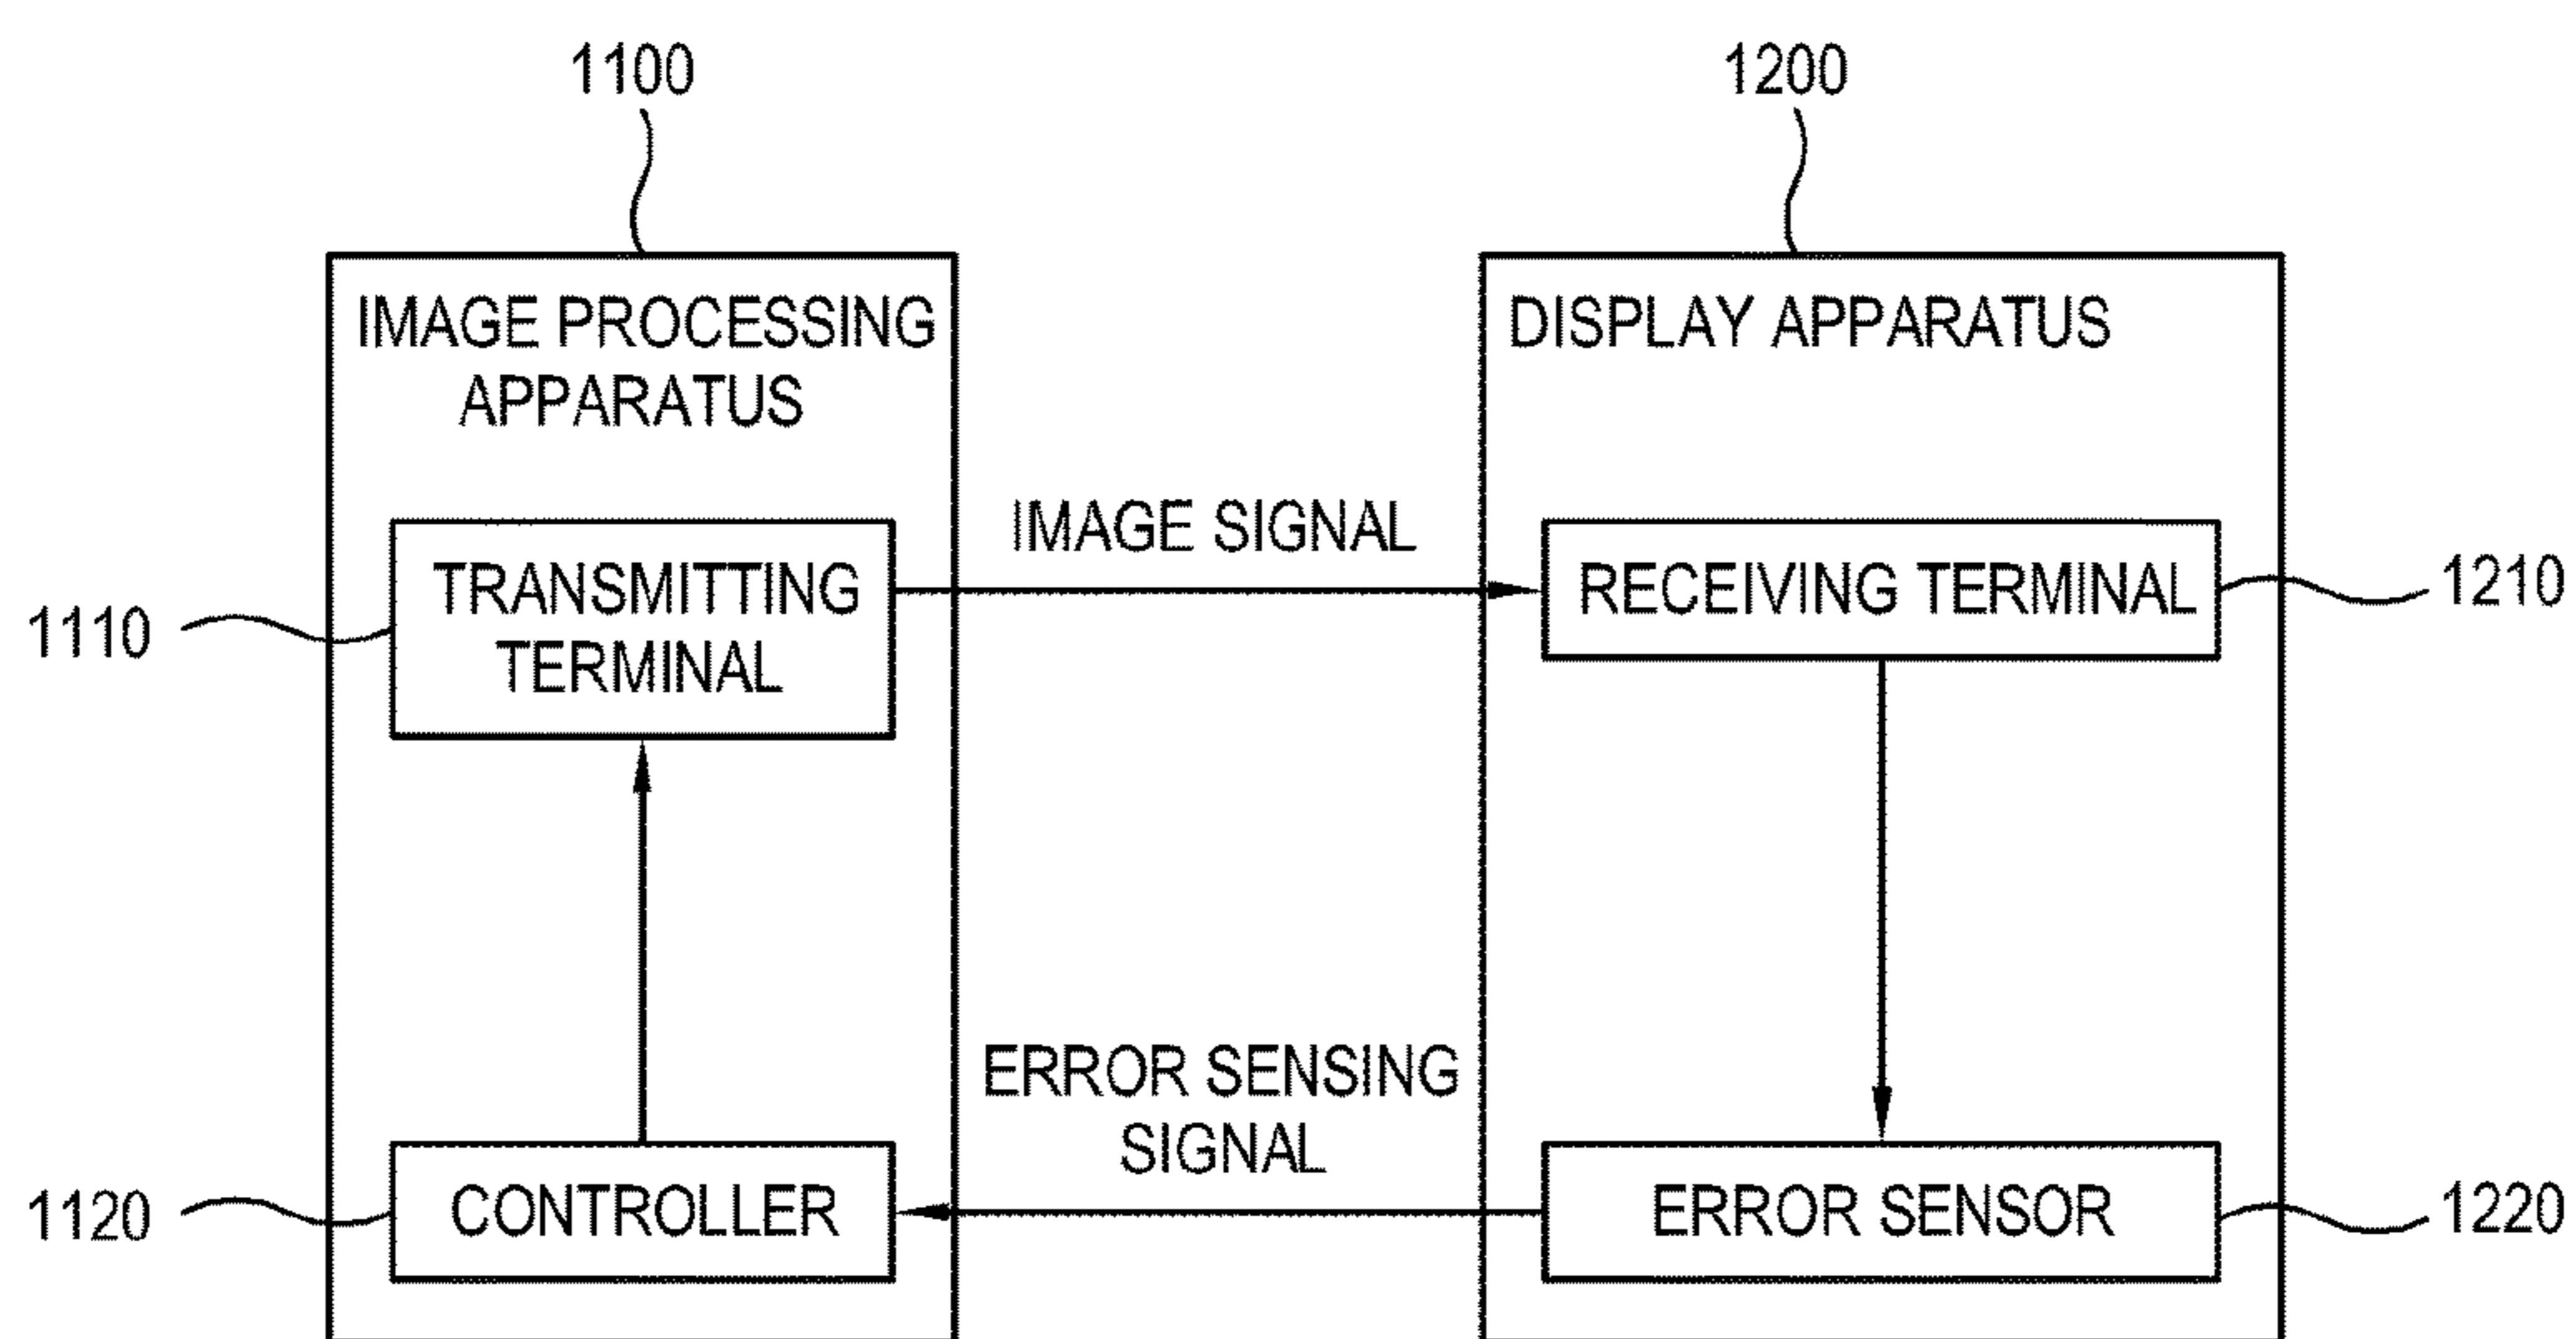 1100
1200
IMAGE PROCESSING
APPARATUS
DISPLAY APPARATUS
IMAGE SIGNAL
TRANSMITTING
TERMINAL
RECEIVING TERMINAL
1110
1210
ERROR SENSING
SIGNAL
CONTROLLER
ERROR SENSOR
1120
1220